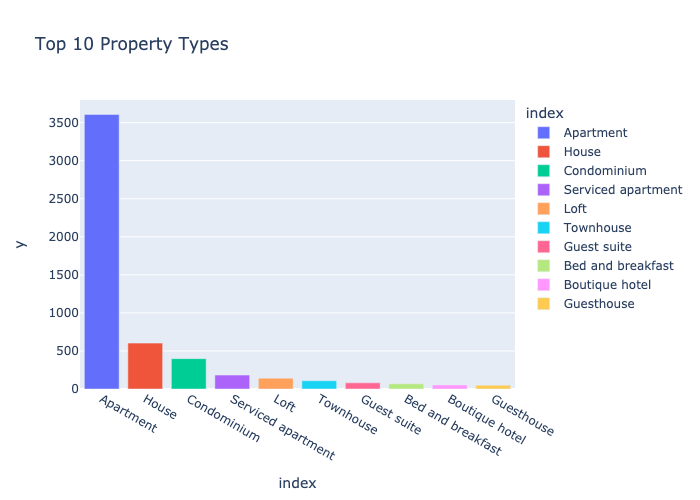 Top 10 Property Types
y
3500
3000
2500
2000
1500
1000
500
0
Apartment
House
Condominium
Serviced apartment
Loft
Townhouse
Guest suite
Bed and breakfast
Boutique hotel
Guesthouse
index
index
Apartment
House
Condominium
Serviced apartment
Loft
Townhouse
Guest suite
Bed and breakfast
Boutique hotel
Guesthouse